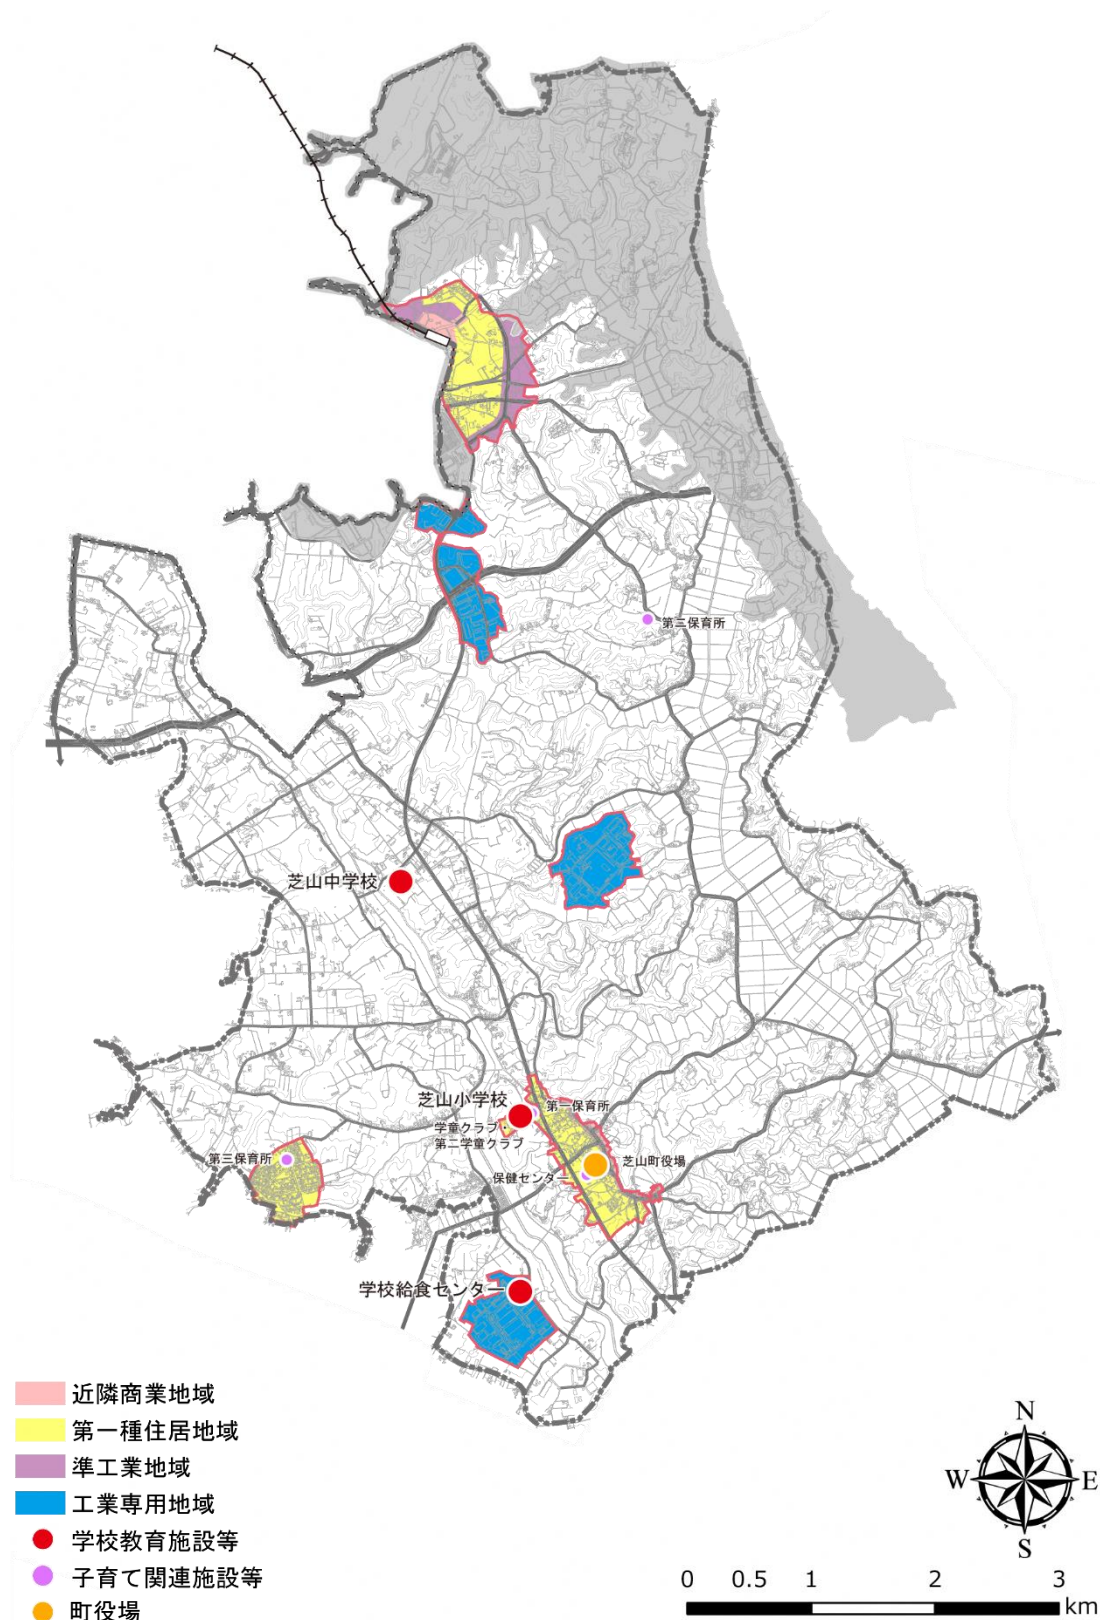 第三保育所
芝山中学校
芝山小学校
第一保育所
学童クラブ・
第二学童クラブ
芝山町役場
第三保育所
保健センター
学校給食センター
近隣商業地域
第一種住居地域
準工業地域
工業専用地域
学校教育施設等
子育て関連施設等
町役場
N
W E
S
0 0.5 1 2 3
km